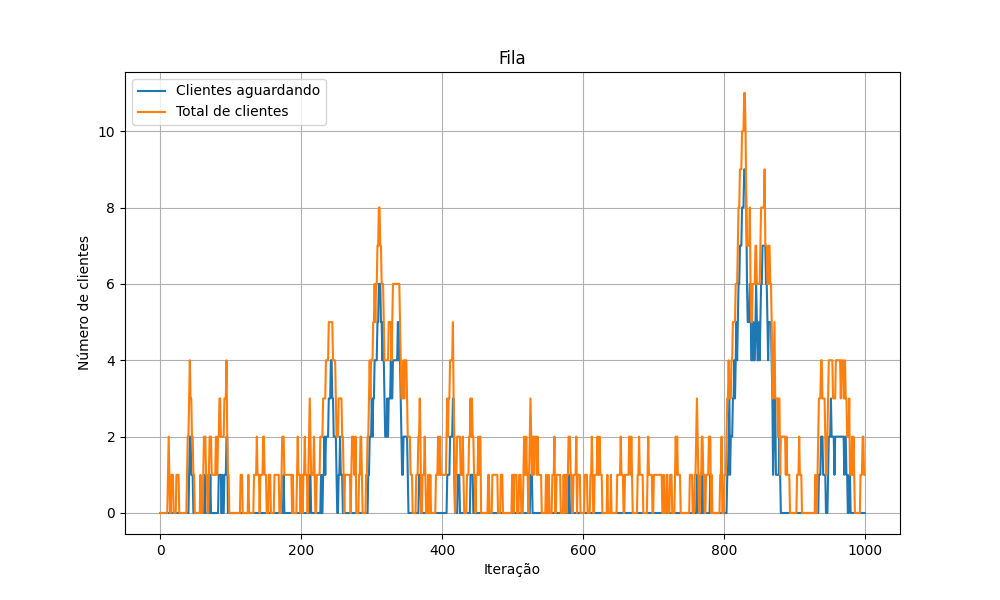 Fila
Clientes aguardando
Total de clientes
Número de clientes
10
8
6
4
2
0
0 200 400 600 800 1000
Iteração